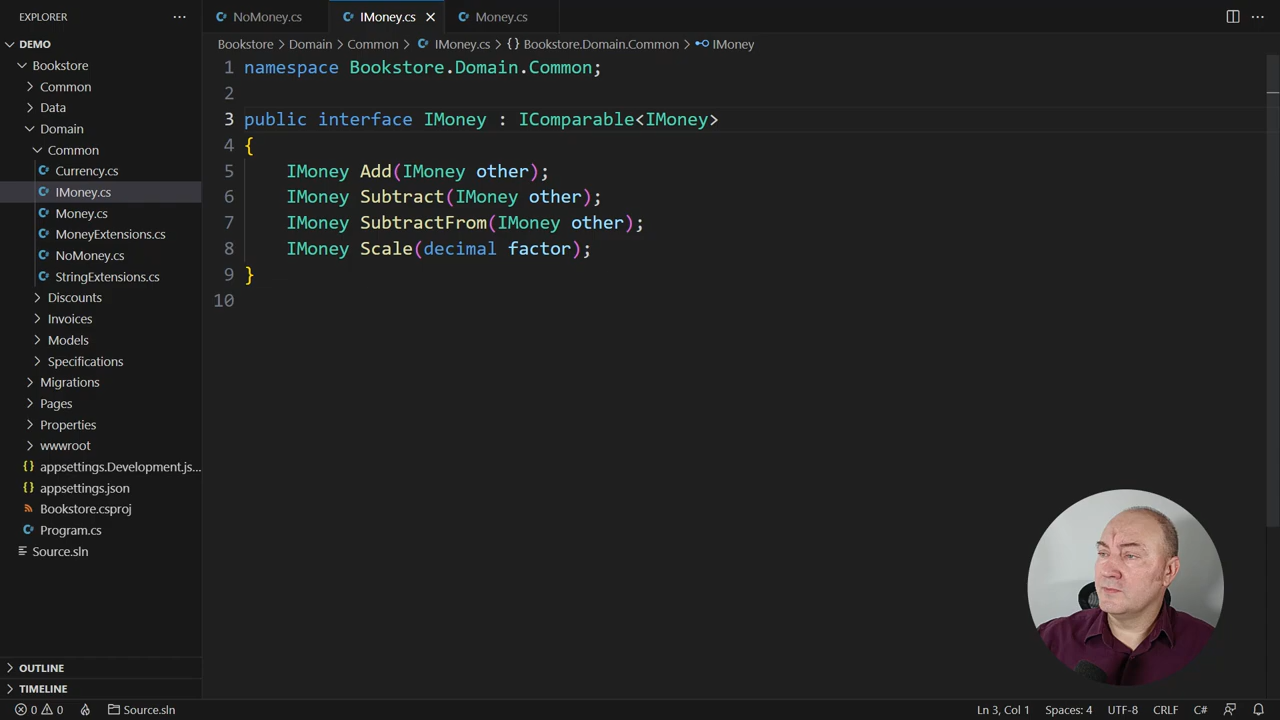 EXPLORER
DEMO
Bookstore
Common
Data
Domain
Common
Currency.cs
IMoney.cs
Money.cs
MoneyExtensions.cs
NoMoney.cs
StringExtensions.cs
Discounts
Invoices
Models
Specifications
Migrations
Pages
Properties
wwwroot
appsettings.Development.js...
appsettings.json
Bookstore.csproj
Program.cs
Source.sln
OUTLINE
TIMELINE
NoMoney.cs IMoney.cs Money.cs
Bookstore > Domain > Common > IMoney.cs > {} Bookstore.Domain.Common > IMoney
1 namespace Bookstore.Domain.Common;
2
3 public interface IMoney : IComparable<IMoney>
4 {
5 IMoney Add(IMoney other);
6 IMoney Subtract(IMoney other);
7 IMoney SubtractFrom(IMoney other);
8 IMoney Scale(decimal factor);
9 }
10
0 0 Source.sln Ln 3, Col 1 Spaces: 4 UTF-8 CRLF C#